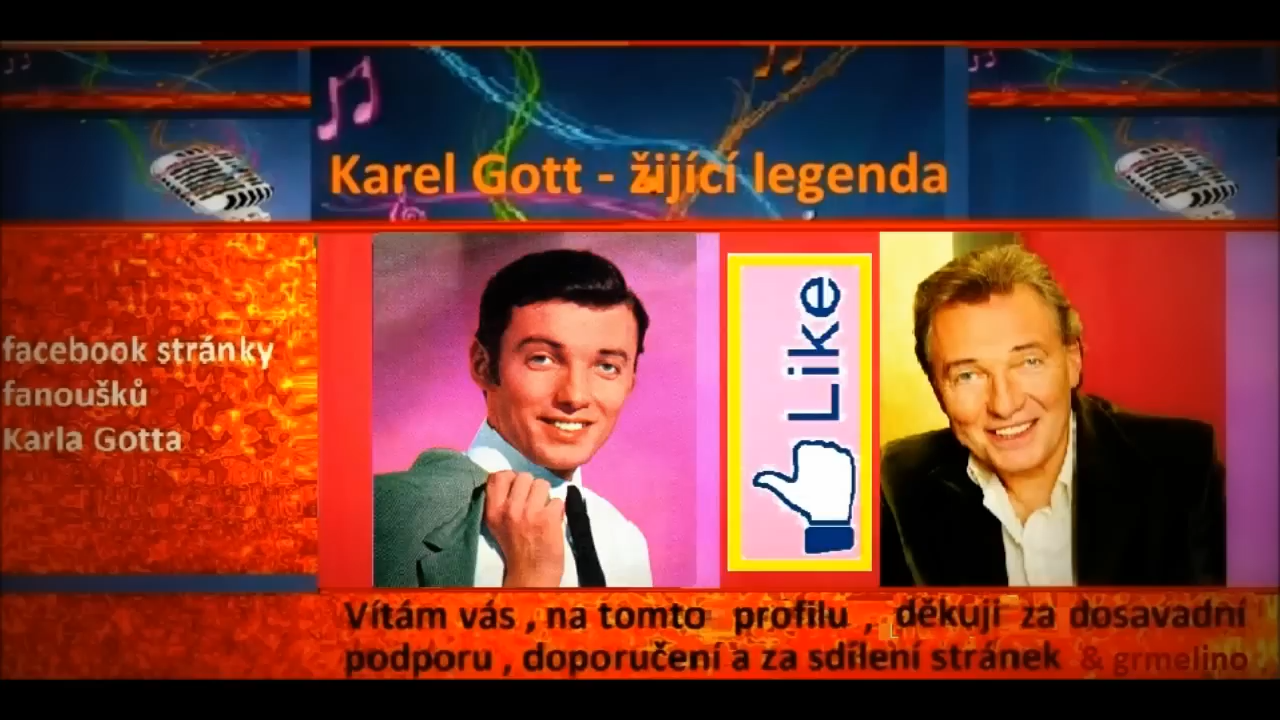 Karel Gott - žijící legenda
facebook stránky
fanoušků
Karla Gotta
Like
Vítám vás , na tomto profilu , děkuji za dosavadní
podporu , doporučení a za sdílení stránek & grmelino